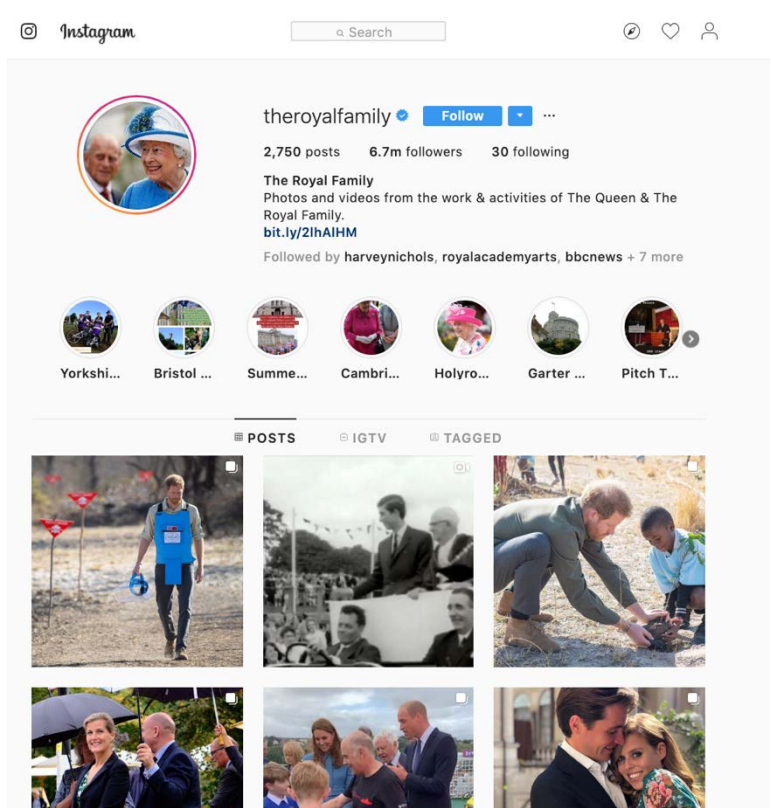 Instagram
Search
theroyalfamily Follow ...
2,750 posts 6.7m followers 30 following
The Royal Family
Photos and videos from the work & activities of The Queen & The
Royal Family.
bit.ly/2lhAlHM
Followed by harveynichols, royalacademyarts, bbcnews + 7 more
Yorkshi... Bristol ... Summe... Cambri... Holyro... Garter ... Pitch T...
POSTS IGTV TAGGED